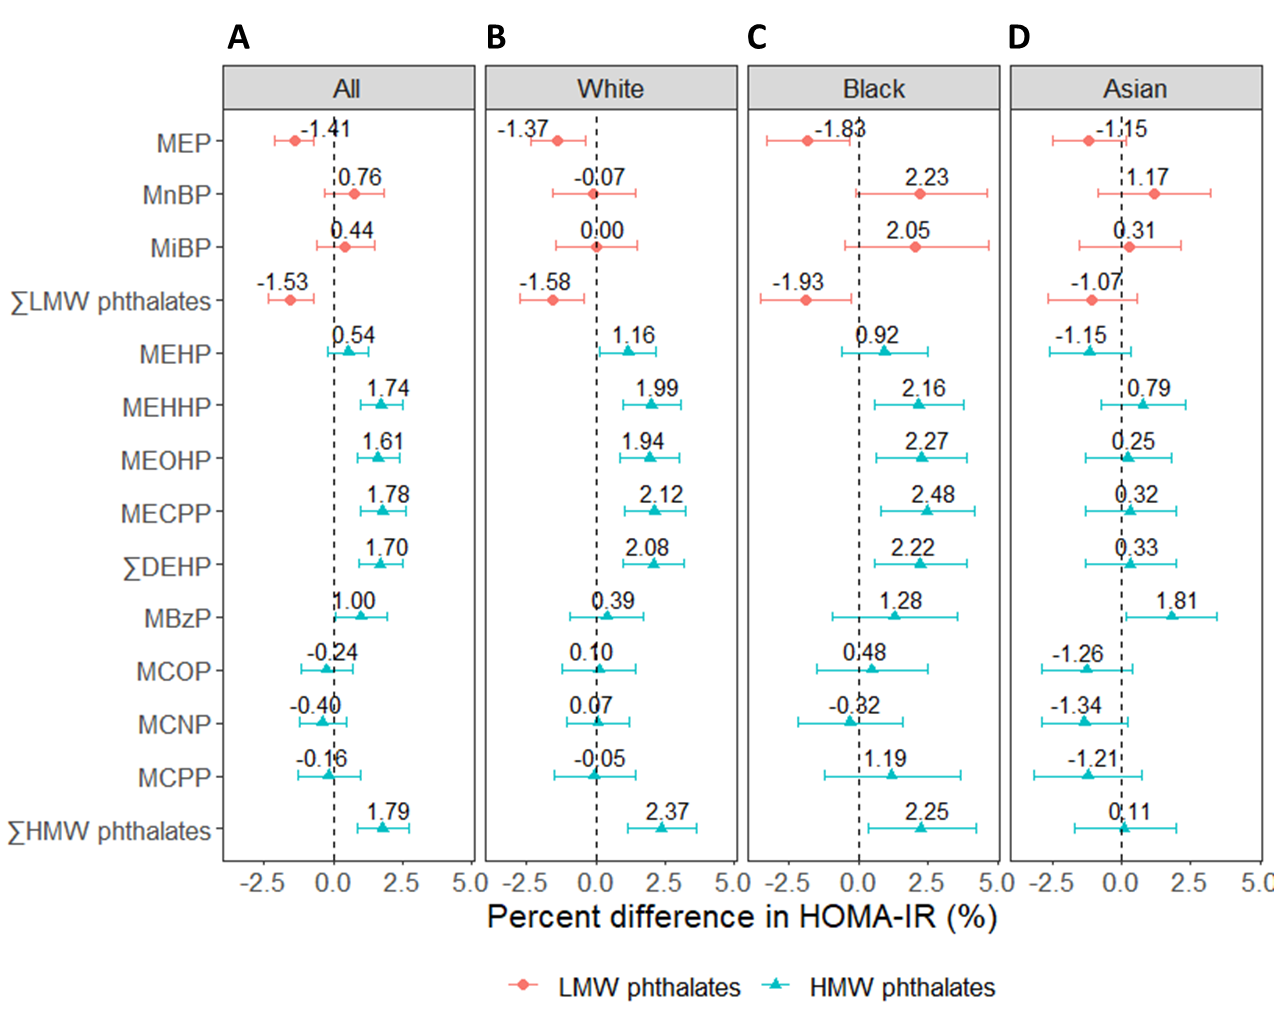 A B C D
All White Black Asian
MEP -1.41 -1.37 -1.83 -1.15
MnBP 0.76 -0.07 2.23 1.17
MiBP 0.44 0.00 2.05 0.31
∑LMW phthalates -1.53 -1.58 -1.93 -1.07
MEHP 0.54 1.16 0.92 -1.15
MEHHP 1.74 1.99 2.16 0.79
MEOHP 1.61 1.94 2.27 0.25
MECPP 1.78 2.12 2.48 0.32
∑DEHP 1.70 2.08 2.22 0.33
MBzP 1.00 0.39 1.28 1.81
MCOP -0.24 0.10 0.48 -1.26
MCNP -0.40 0.07 -0.32 -1.34
MCPP -0.16 -0.05 1.19 -1.21
∑HMW phthalates 1.79 2.37 2.25 0.11
-2.5 0.0 2.5 5.0 -2.5 0.0 2.5 5.0 -2.5 0.0 2.5 5.0 -2.5 0.0 2.5 5.0
Percent difference in HOMA-IR (%)
LMW phthalates HMW phthalates